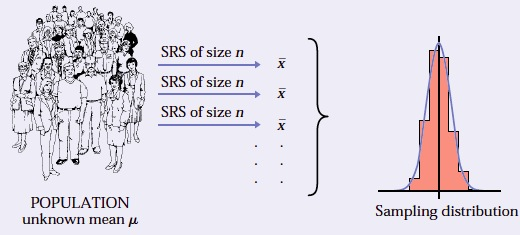 SRS of size n
x̄
SRS of size n
x̄
SRS of size n
x̄
POPULATION
unknown mean μ
Sampling distribution